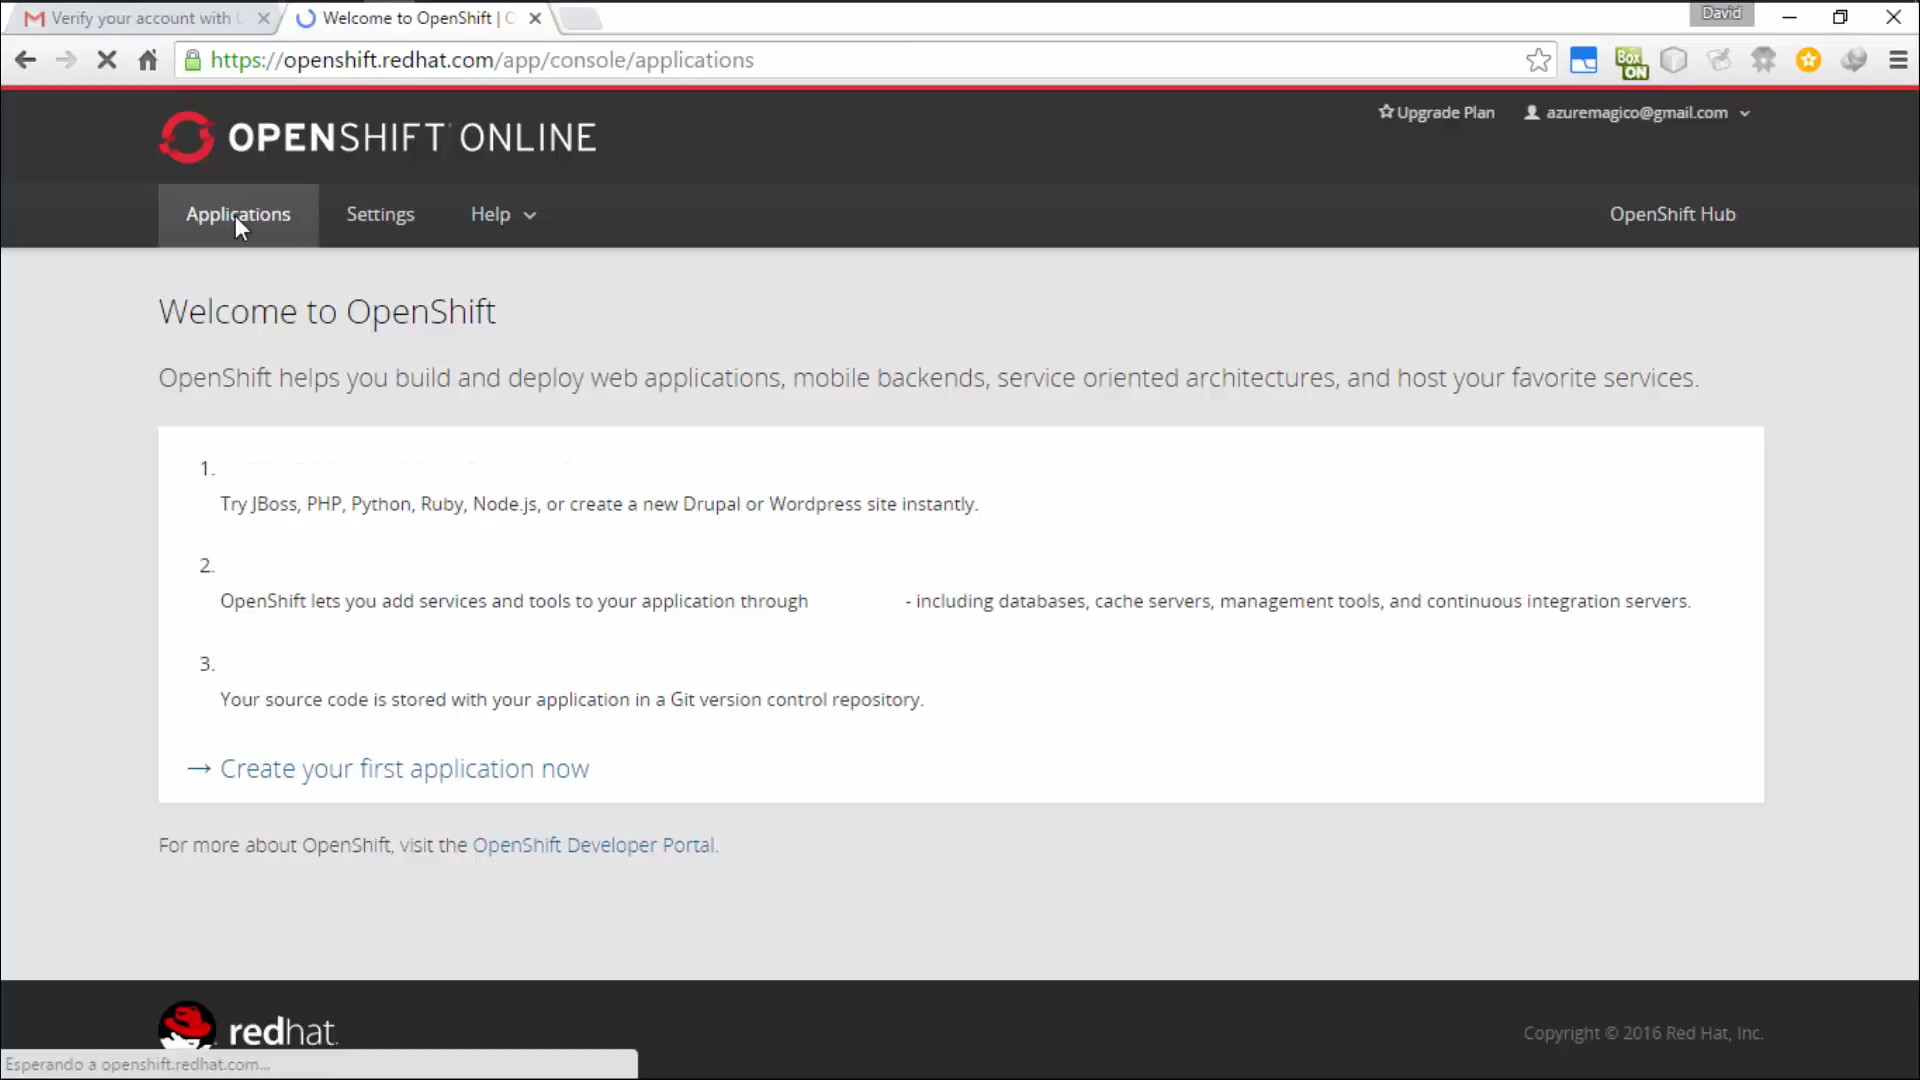 Verify your account with
Welcome to OpenShift |
David
https://openshift.redhat.com/app/console/applications
Box
ON
OPENSHIFT ONLINE
Upgrade Plan
azuremagico@gmail.com
Applications
Settings
Help
OpenShift Hub
Welcome to OpenShift
OpenShift helps you build and deploy web applications, mobile backends, service oriented architectures, and host your favorite services.
1.
Try JBoss, PHP, Python, Ruby, Node.js, or create a new Drupal or Wordpress site instantly.
2.
OpenShift lets you add services and tools to your application through - including databases, cache servers, management tools, and continuous integration servers.
3.
Your source code is stored with your application in a Git version control repository.
→ Create your first application now
For more about OpenShift, visit the OpenShift Developer Portal.
redhat.
Copyright © 2016 Red Hat, Inc.
Esperando a openshift.redhat.com...